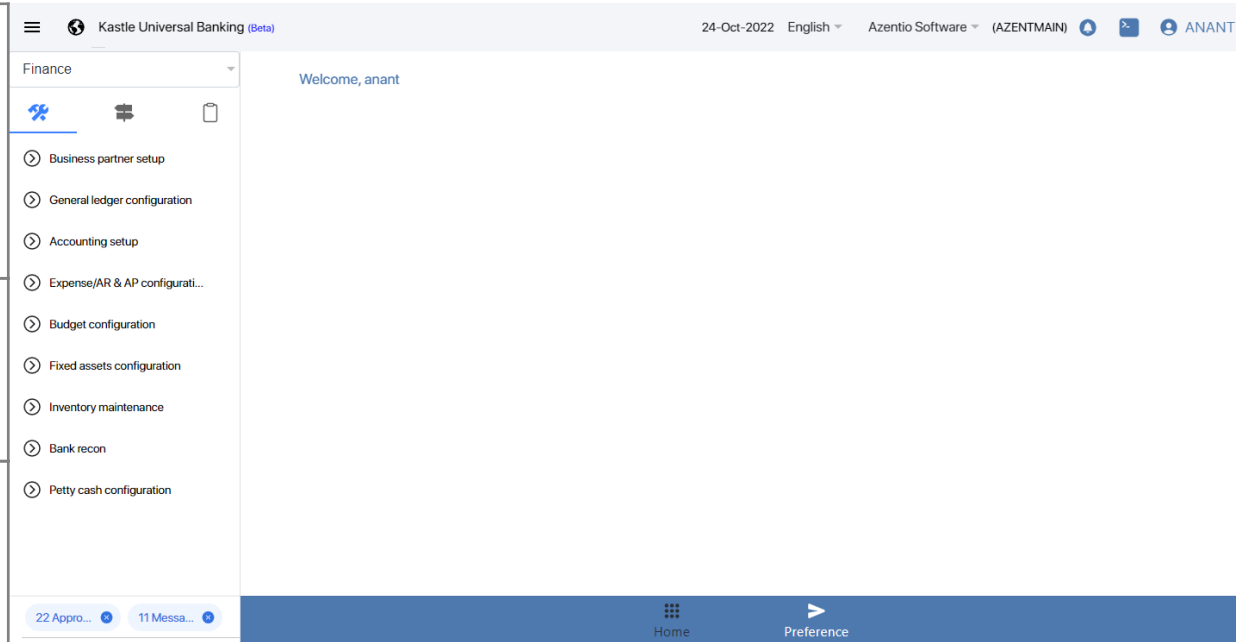 Kastle Universal Banking (Beta)
24-Oct-2022 English Azentio Software (AZENTMAIN) ANANT
Finance
Welcome, anant
Business partner setup
General ledger configuration
Accounting setup
Expense/AR & AP configurati...
Budget configuration
Fixed assets configuration
Inventory maintenance
Bank recon
Petty cash configuration
22 Appro... 11 Messa...
Home Preference